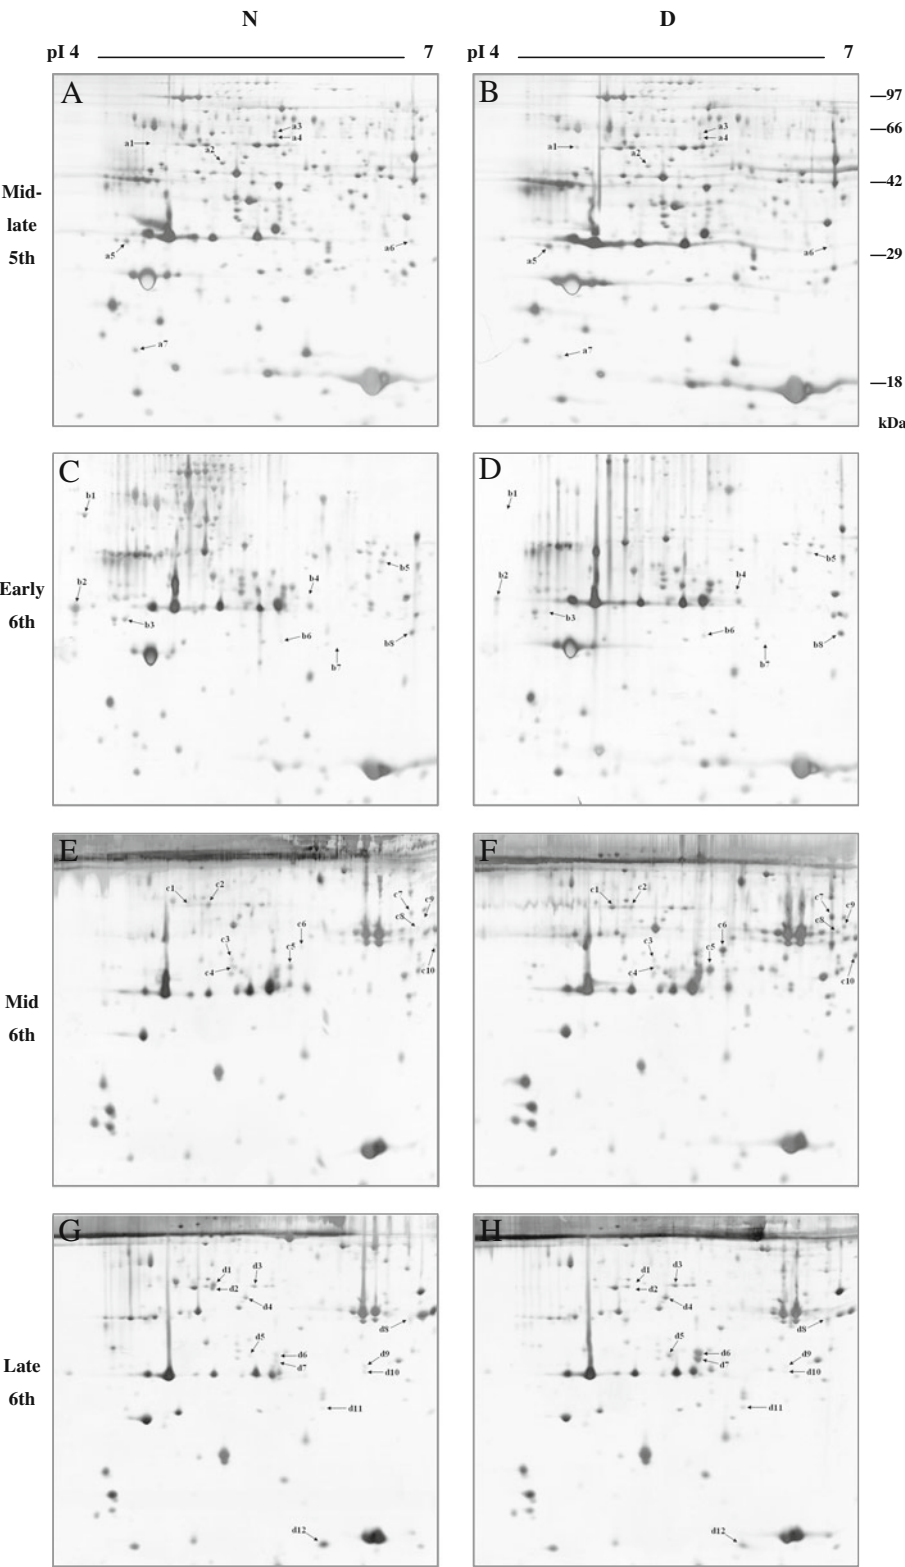 N D
pI 4 7 pI 4 7
A B
—97
—66
—42
—29
—18
kDa
Mid-
late
5th
a1 a2 a3 a4 a5 a6 a7
a1 a2 a3 a4 a5 a6 a7
C D
Early
6th
b1 b2 b3 b4 b5 b6 b7 b8
b1 b2 b3 b4 b5 b6 b7 b8
E F
Mid
6th
c1 c2 c3 c4 c5 c6 c7 c8 c9 c10
c1 c2 c3 c4 c5 c6 c7 c8 c9 c10
G H
Late
6th
d1 d2 d3 d4 d5 d6 d7 d8 d9 d10 d11 d12
d1 d2 d3 d4 d5 d6 d7 d8 d9 d10 d11 d12